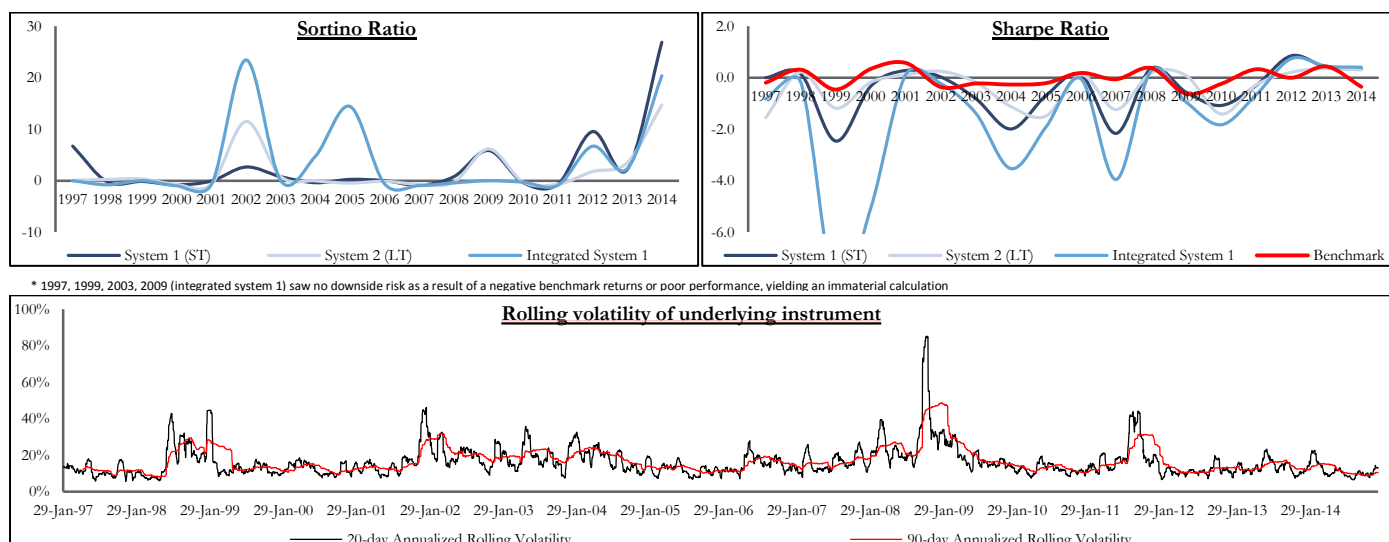 Sortino Ratio
30
20
10
0
-10
1997 1998 1999 2000 2001 2002 2003 2004 2005 2006 2007 2008 2009 2010 2011 2012 2013 2014
System 1 (ST) System 2 (LT) Integrated System 1
Sharpe Ratio
2.0
0.0
-2.0
-4.0
-6.0
1997 1998 1999 2000 2001 2002 2003 2004 2005 2006 2007 2008 2009 2010 2011 2012 2013 2014
System 1 (ST) System 2 (LT) Integrated System 1 Benchmark
* 1997, 1999, 2003, 2009 (integrated system 1) saw no downside risk as a result of a negative benchmark returns or poor performance, yielding an immaterial calculation
Rolling volatility of underlying instrument
100%
80%
60%
40%
20%
0%
29-Jan-97 29-Jan-98 29-Jan-99 29-Jan-00 29-Jan-01 29-Jan-02 29-Jan-03 29-Jan-04 29-Jan-05 29-Jan-06 29-Jan-07 29-Jan-08 29-Jan-09 29-Jan-10 29-Jan-11 29-Jan-12 29-Jan-13 29-Jan-14
20-day Annualized Rolling Volatility 90-day Annualized Rolling Volatility